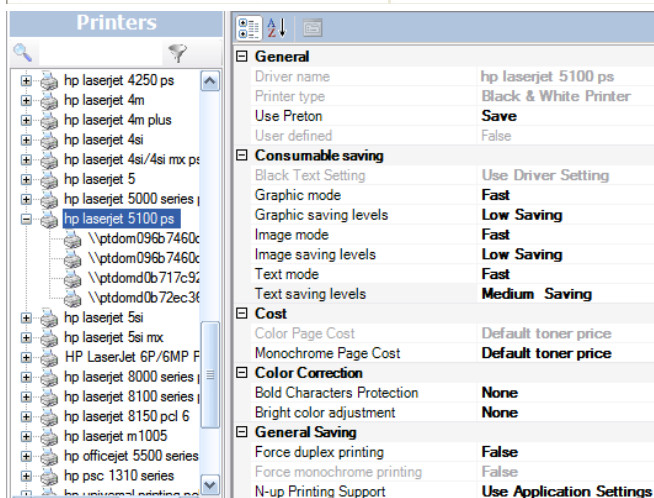 Printers
hp laserjet 4250 ps
hp laserjet 4m
hp laserjet 4m plus
hp laserjet 4si
hp laserjet 4si/4si mx ps
hp laserjet 5
hp laserjet 5000 series
hp laserjet 5100 ps
\\ptdom096b7460c
\\ptdom096b7460c
\\ptdomd0b717c92
\\ptdomd0b72ec36
hp laserjet 5si
hp laserjet 5si mx
HP LaserJet 6P/6MP P
hp laserjet 8000 series
hp laserjet 8100 series
hp laserjet 8150 pcl 6
hp laserjet m1005
hp officejet 5500 series
hp psc 1310 series
hp universal printing
General
Driver name hp laserjet 5100 ps
Printer type Black & White Printer
Use Preton Save
User defined False
Consumable saving
Black Text Setting Use Driver Setting
Graphic mode Fast
Graphic saving levels Low Saving
Image mode Fast
Image saving levels Low Saving
Text mode Fast
Text saving levels Medium Saving
Cost
Color Page Cost Default toner price
Monochrome Page Cost Default toner price
Color Correction
Bold Characters Protection None
Bright color adjustment None
General Saving
Force duplex printing False
Force monochrome printing False
N-up Printing Support Use Application Settings